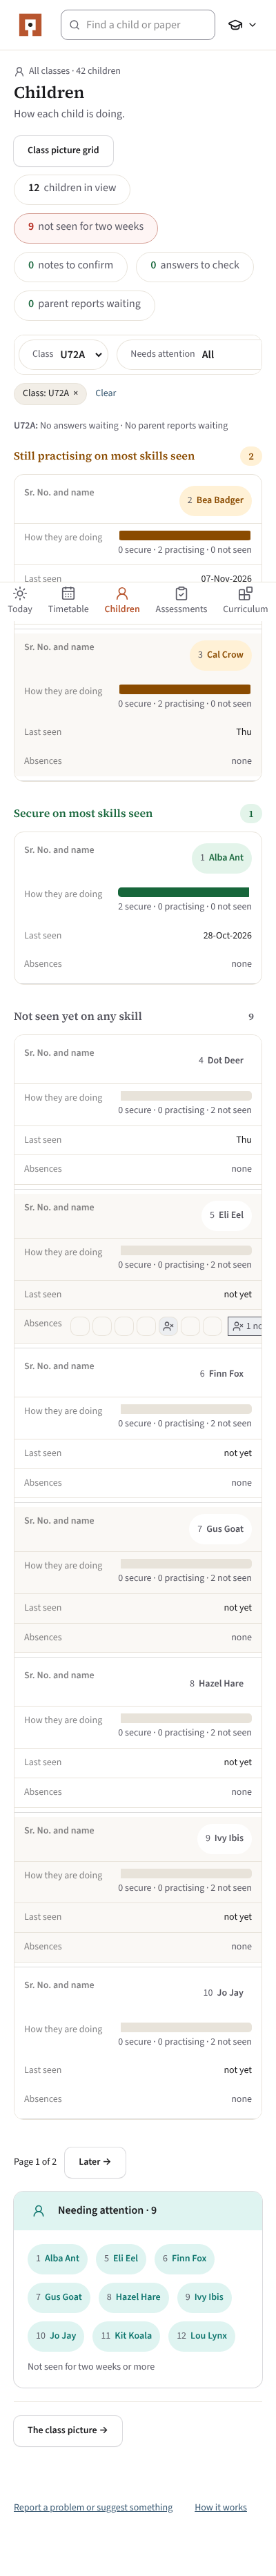 Find a child or paper
All classes · 42 children
Children
How each child is doing.
Class picture grid
12 children in view
9 not seen for two weeks
0 notes to confirm
0 answers to check
0 parent reports waiting
Class U72A
Needs attention All
Class: U72A ×
Clear
U72A: No answers waiting · No parent reports waiting
Still practising on most skills seen 2
Sr. No. and name
2 Bea Badger
How they are doing
0 secure · 2 practising · 0 not seen
Last seen
07-Nov-2026
Today
Timetable
Children
Assessments
Curriculum
Sr. No. and name
3 Cal Crow
How they are doing
0 secure · 2 practising · 0 not seen
Last seen
Thu
Absences
none
Secure on most skills seen 1
Sr. No. and name
1 Alba Ant
How they are doing
2 secure · 0 practising · 0 not seen
Last seen
28-Oct-2026
Absences
none
Not seen yet on any skill 9
Sr. No. and name
4 Dot Deer
How they are doing
0 secure · 0 practising · 2 not seen
Last seen
Thu
Absences
none
Sr. No. and name
5 Eli Eel
How they are doing
0 secure · 0 practising · 2 not seen
Last seen
not yet
Absences
1
Sr. No. and name
6 Finn Fox
How they are doing
0 secure · 0 practising · 2 not seen
Last seen
not yet
Absences
none
Sr. No. and name
7 Gus Goat
How they are doing
0 secure · 0 practising · 2 not seen
Last seen
not yet
Absences
none
Sr. No. and name
8 Hazel Hare
How they are doing
0 secure · 0 practising · 2 not seen
Last seen
not yet
Absences
none
Sr. No. and name
9 Ivy Ibis
How they are doing
0 secure · 0 practising · 2 not seen
Last seen
not yet
Absences
none
Sr. No. and name
10 Jo Jay
How they are doing
0 secure · 0 practising · 2 not seen
Last seen
not yet
Absences
none
Page 1 of 2
Later →
Needing attention · 9
1 Alba Ant
5 Eli Eel
6 Finn Fox
7 Gus Goat
8 Hazel Hare
9 Ivy Ibis
10 Jo Jay
11 Kit Koala
12 Lou Lynx
Not seen for two weeks or more
The class picture →
Report a problem or suggest something
How it works